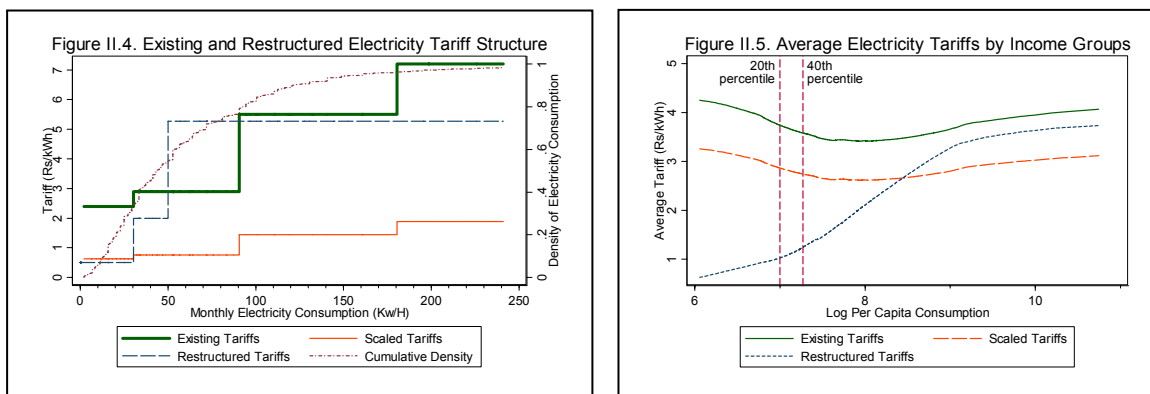 Figure II.4. Existing and Restructured Electricity Tariff Structure
Tariff (Rs/kWh)
7
6
5
4
3
2
1
0
Density of Electricity Consumption
1
.8
.6
.4
.2
0
0 50 100 150 200 250
Monthly Electricity Consumption (Kw/H)
Existing Tariffs Scaled Tariffs
Restructured Tariffs Cumulative Density
Figure II.5. Average Electricity Tariffs by Income Groups
20th percentile
40th percentile
Average Tariff (Rs/kWh)
5
4
3
2
1
6 8 10
Log Per Capita Consumption
Existing Tariffs Scaled Tariffs
Restructured Tariffs